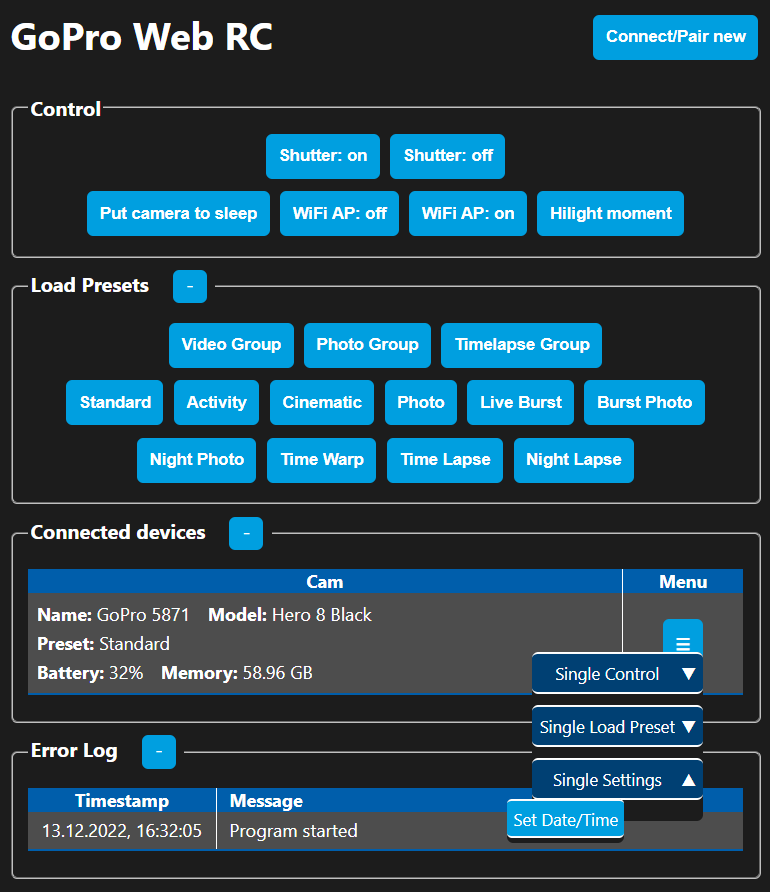 GoPro Web RC
Connect/Pair new
Control
Shutter: on Shutter: off
Put camera to sleep WiFi AP: off WiFi AP: on Hilight moment
Load Presets -
Video Group Photo Group Timelapse Group
Standard Activity Cinematic Photo Live Burst Burst Photo
Night Photo Time Warp Time Lapse Night Lapse
Connected devices -
Cam Menu
Name: GoPro 5871 Model: Hero 8 Black
Preset: Standard
Battery: 32% Memory: 58.96 GB
☰
Single Control ▼
Single Load Preset ▼
Single Settings ▲
Set Date/Time
Error Log -
Timestamp Message
13.12.2022, 16:32:05 Program started